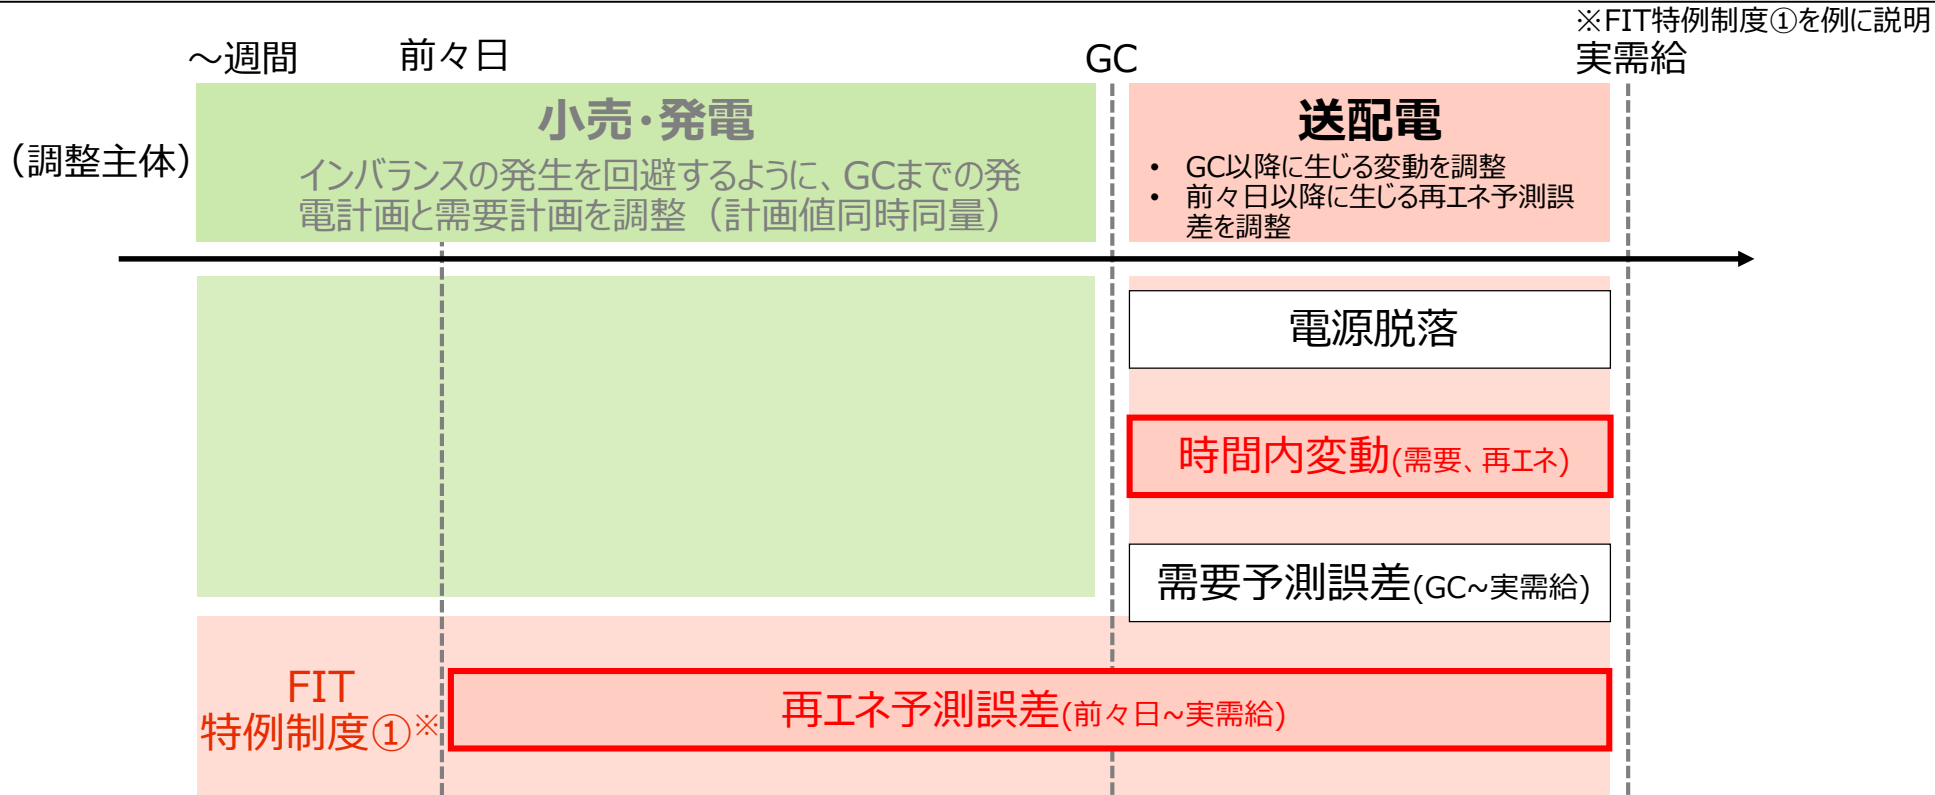 ※FIT特例制度①を例に説明
～週間
前々日
GC
実需給
（調整主体）
小売・発電
インバランスの発生を回避するように、GCまでの発
電計画と需要計画を調整（計画値同時同量）
送配電
• GC以降に生じる変動を調整
• 前々日以降に生じる再エネ予測誤
差を調整
電源脱落
時間内変動(需要、再エネ)
需要予測誤差(GC~実需給)
FIT
特例制度①※
再エネ予測誤差(前々日~実需給)